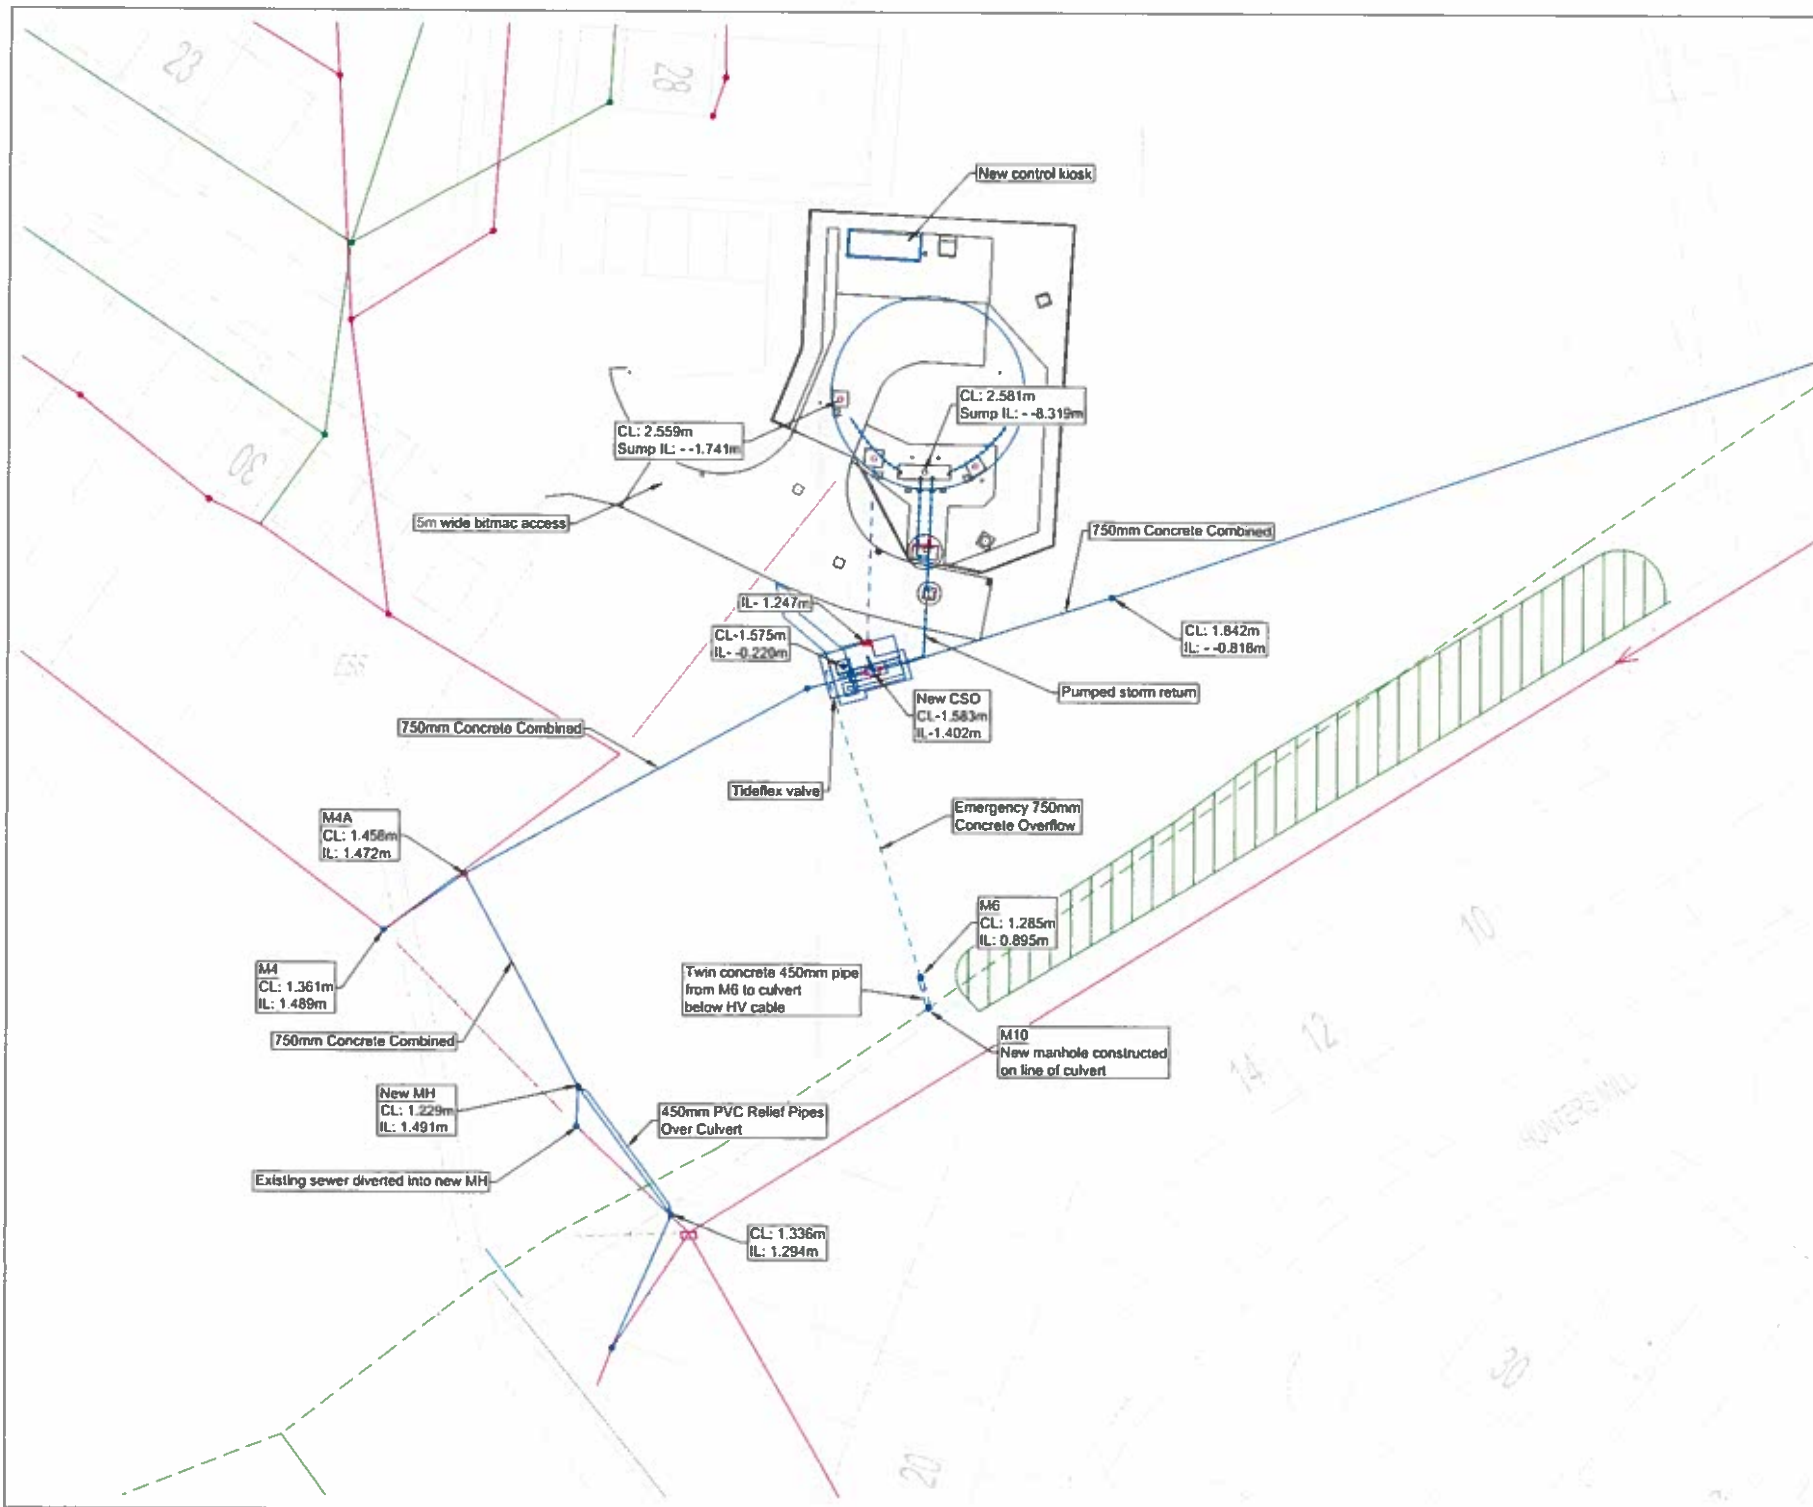 23
28
New control kiosk
CL: 2.581m
Sump IL: - -8.319m
CL: 2.559m
Sump IL: - -1.741m
30
5m wide bitmac access
750mm Concrete Combined
IL- 1.247m
CL-1.575m
IL- -0.220m
CL: 1.842m
IL: - -0.818m
ESS
New CSO
CL-1.583m
IL-1.402m
Pumped storm return
750mm Concrete Combined
Tideflex valve
Emergency 750mm
Concrete Overflow
M4A
CL: 1.458m
IL: 1.472m
M6
CL: 1.285m
IL: 0.895m
10
M4
CL: 1.361m
IL: 1.489m
Twin concrete 450mm pipe
from M6 to culvert
below HV cable
750mm Concrete Combined
M10
New manhole constructed
on line of culvert
12
14
New MH
CL: 1.229m
IL: 1.491m
450mm PVC Relief Pipes
Over Culvert
HUNTERS MILL
Existing sewer diverted into new MH
CL: 1.336m
IL: 1.294m
30
20